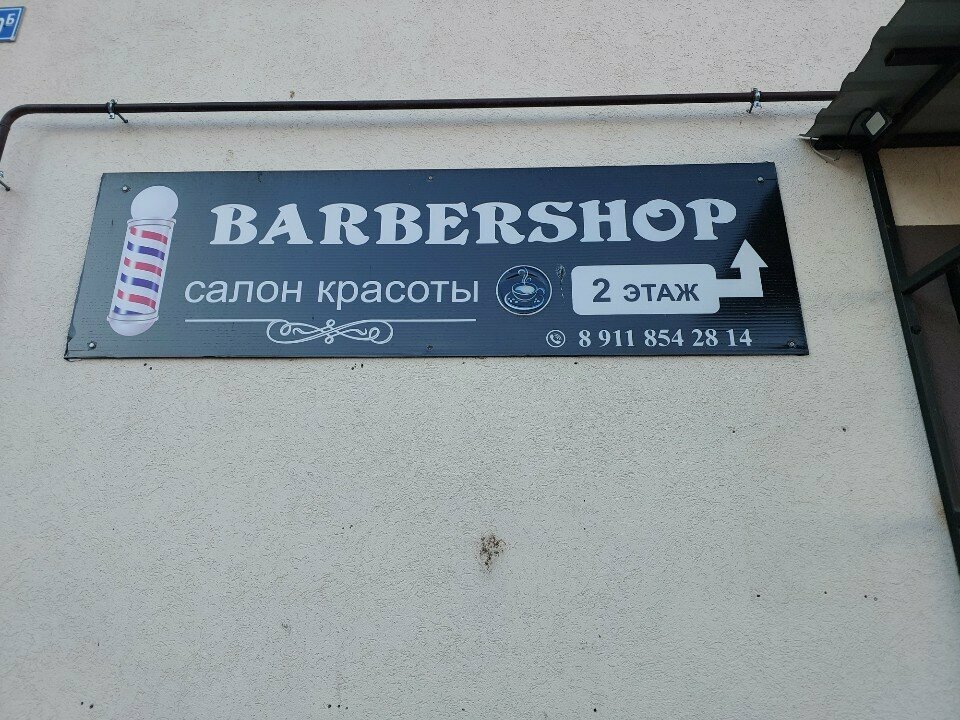 BARBERSHOP
салон красоты
2 ЭТАЖ
8 911 854 28 14